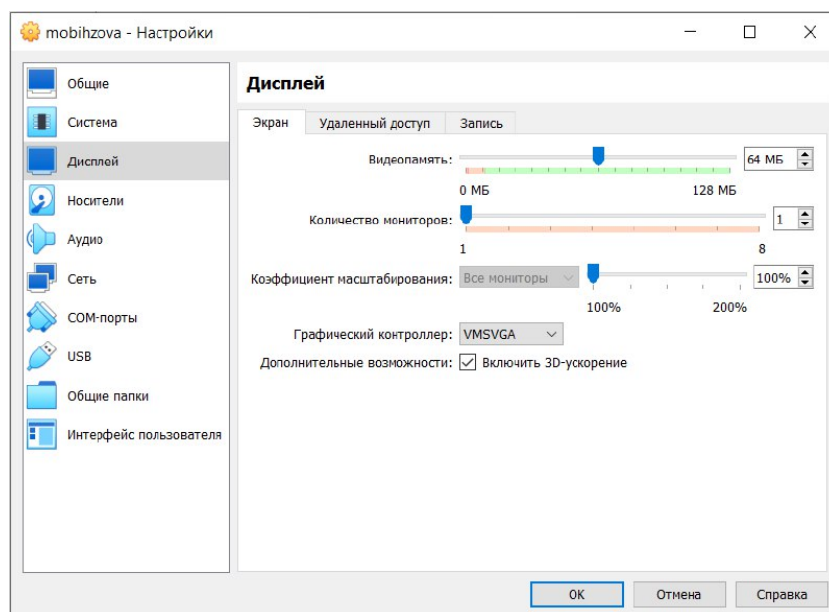 mobihzova - Настройки
Общие
Система
Дисплей
Носители
Аудио
Сеть
COM-порты
USB
Общие папки
Интерфейс пользователя
Дисплей
Экран Удаленный доступ Запись
Видеопамять: 64 МБ
0 МБ 128 МБ
Количество мониторов: 1
1 8
Коэффициент масштабирования: Все мониторы 100%
100% 200%
Графический контроллер: VMSVGA
Дополнительные возможности: Включить 3D-ускорение
OK Отмена Справка